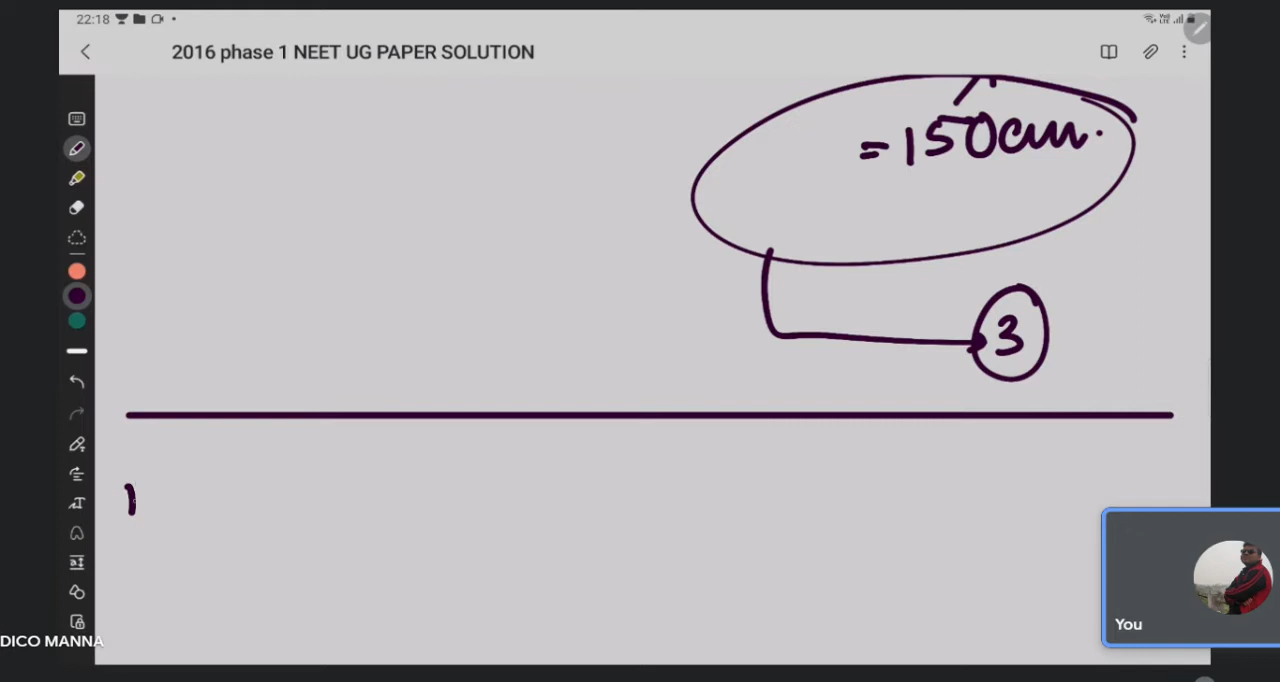 22:18
2016 phase 1 NEET UG PAPER SOLUTION
= 150cm.
3
1
You
DICO MANNA